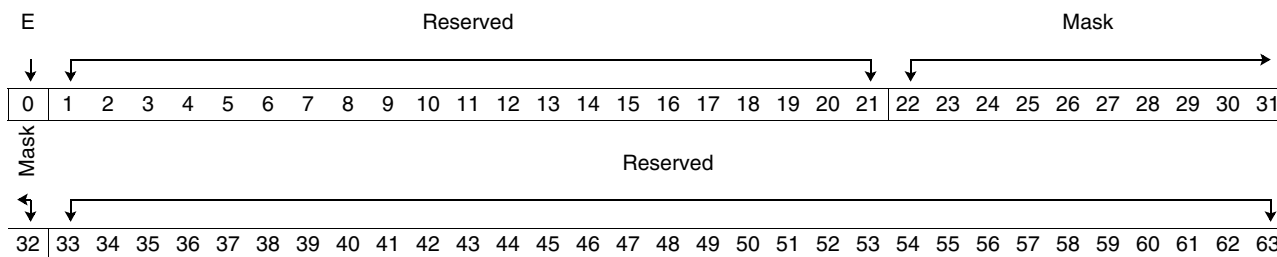 E Reserved Mask
0 1 2 3 4 5 6 7 8 9 10 11 12 13 14 15 16 17 18 19 20 21 22 23 24 25 26 27 28 29 30 31
Mask
Reserved
32 33 34 35 36 37 38 39 40 41 42 43 44 45 46 47 48 49 50 51 52 53 54 55 56 57 58 59 60 61 62 63